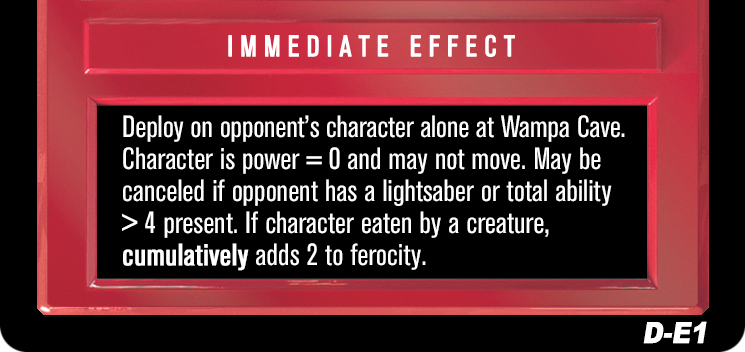 IMMEDIATE EFFECT
Deploy on opponent's character alone at Wampa Cave.
Character is power = 0 and may not move. May be
canceled if opponent has a lightsaber or total ability
> 4 present. If character eaten by a creature,
cumulatively adds 2 to ferocity.
D-E1